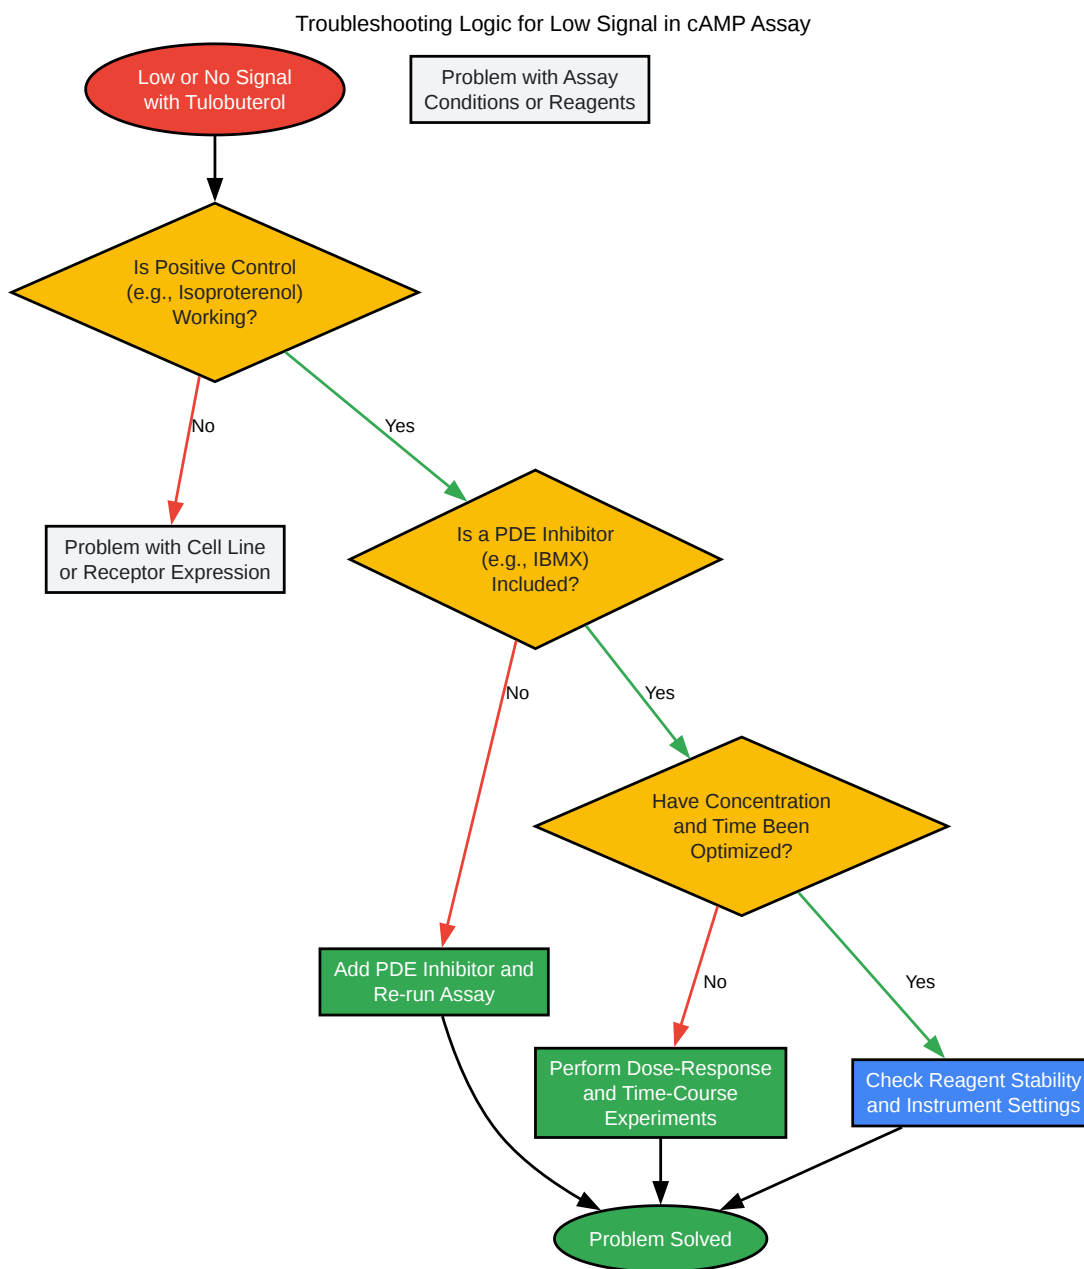 Troubleshooting Logic for Low Signal in cAMP Assay
Low or No Signal
with Tulobuterol
Problem with Assay
Conditions or Reagents
Is Positive Control
(e.g., Isoproterenol)
Working?
No
Yes
Problem with Cell Line
or Receptor Expression
Is a PDE Inhibitor
(e.g., IBMX)
Included?
No
Yes
Have Concentration
and Time Been
Optimized?
Add PDE Inhibitor and
Re-run Assay
No
Yes
Perform Dose-Response
and Time-Course
Experiments
Check Reagent Stability
and Instrument Settings
Problem Solved